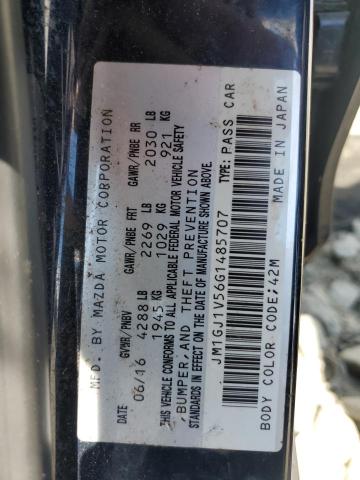 MFD. BY MAZDA MOTOR CORPORATION
GVWR/PNBV GAWR/PNBE FRT GAWR/PNBE RR
DATE 06/16 4288 LB 2269 LB 2030 LB
1945 KG 1029 KG 921 KG
THIS VEHICLE CONFORMS TO ALL APPLICABLE FEDERAL MOTOR VEHICLE SAFETY
,BUMPER,AND THEFT PREVENTION
STANDARDS IN EFFECT ON THE DATE OF MANUFACTURE SHOWN ABOVE.
JM1GJ1V56G1485707 TYPE: PASS CAR
BODY COLOR CODE;42M MADE IN JAPAN